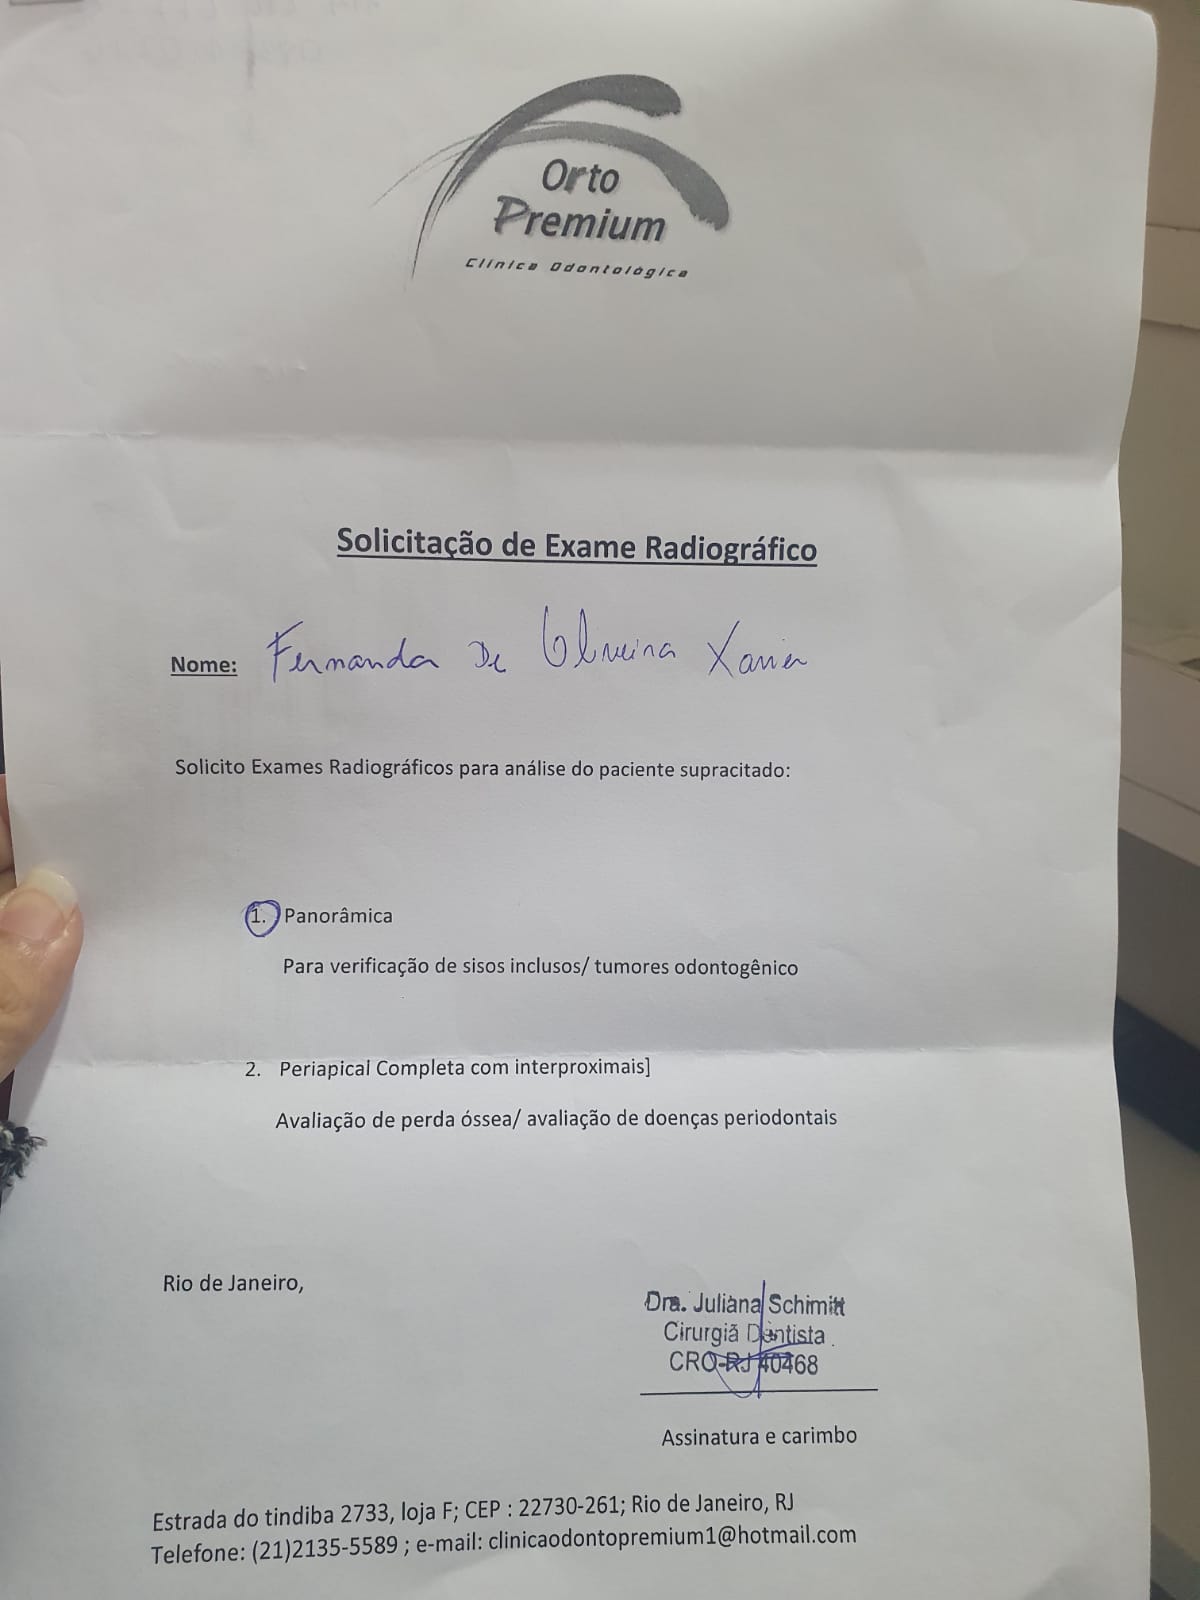 Orto
Premium
Clínica Odontológica
Solicitação de Exame Radiográfico
Nome: Fernanda De Oliveira Xavier
Solicito Exames Radiográficos para análise do paciente supracitado:
1. Panorâmica
Para verificação de sisos inclusos/ tumores odontogênico
2. Periapical Completa com interproximais]
Avaliação de perda óssea/ avaliação de doenças periodontais
Rio de Janeiro,
Dra. Juliana Schimitt
Cirurgiã Dentista
CRO-RJ 40468
Assinatura e carimbo
Estrada do tindiba 2733, loja F; CEP : 22730-261; Rio de Janeiro, RJ
Telefone: (21)2135-5589 ; e-mail: clinicaodontopremium1@hotmail.com